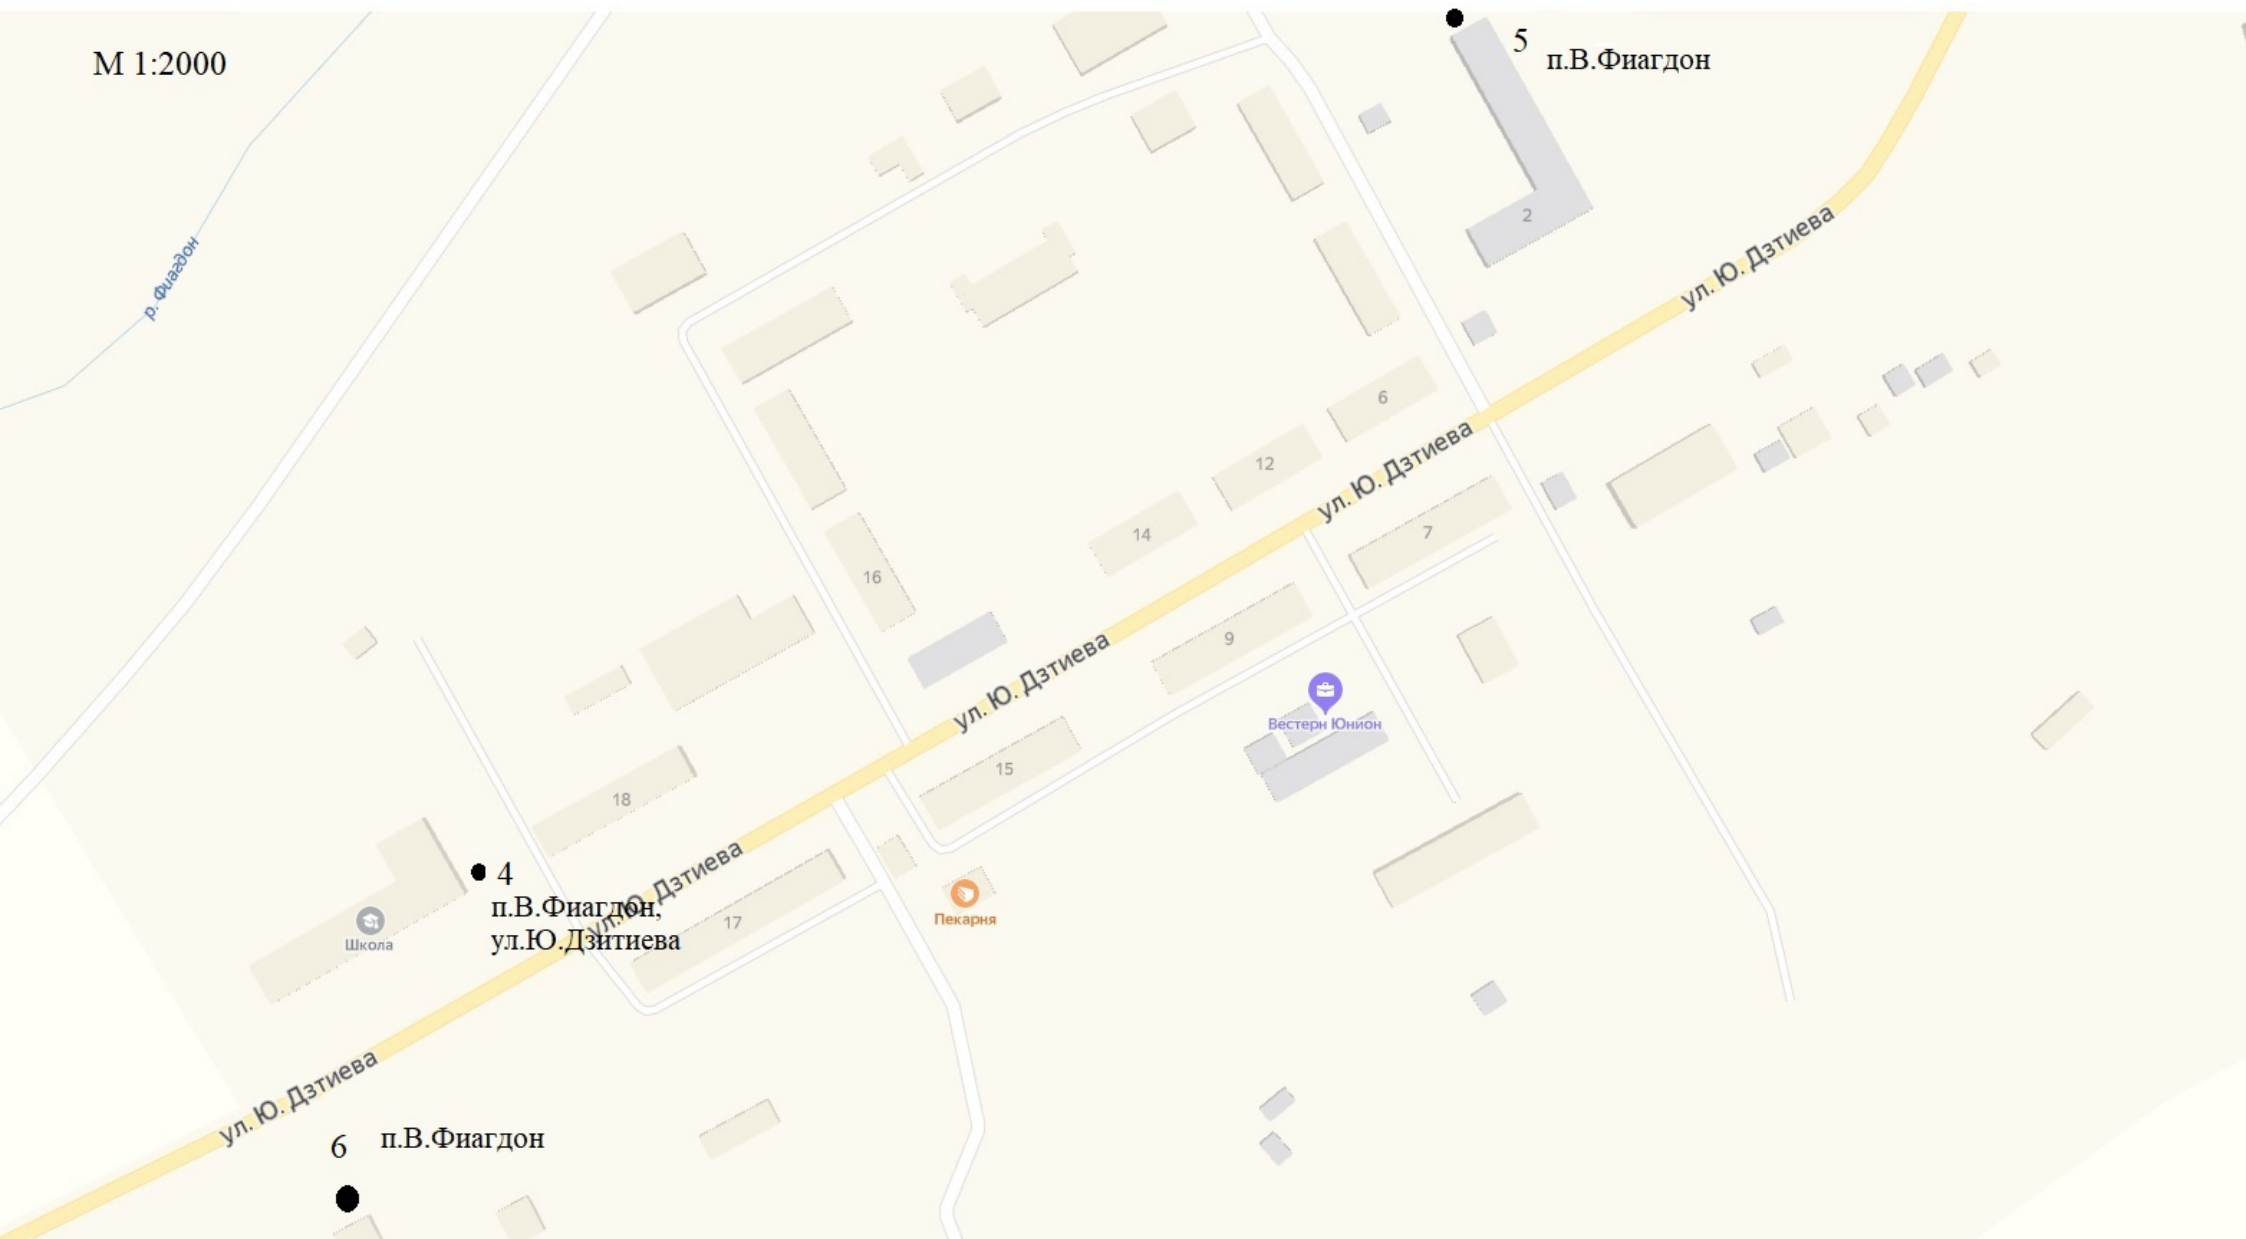 М 1:2000
5
п.В.Фиагдон
2
ул. Ю. Дзтиева
р. Фиагдон
6
12
ул. Ю. Дзтиева
14
7
16
9
ул. Ю. Дзтиева
Вестерн Юнион
15
18
ул. Ю. Дзтиева
4
п.В.Фиагдон,
ул.Ю.Дзитиева
17
Школа
Пекарня
ул. Ю. Дзтиева
6
п.В.Фиагдон